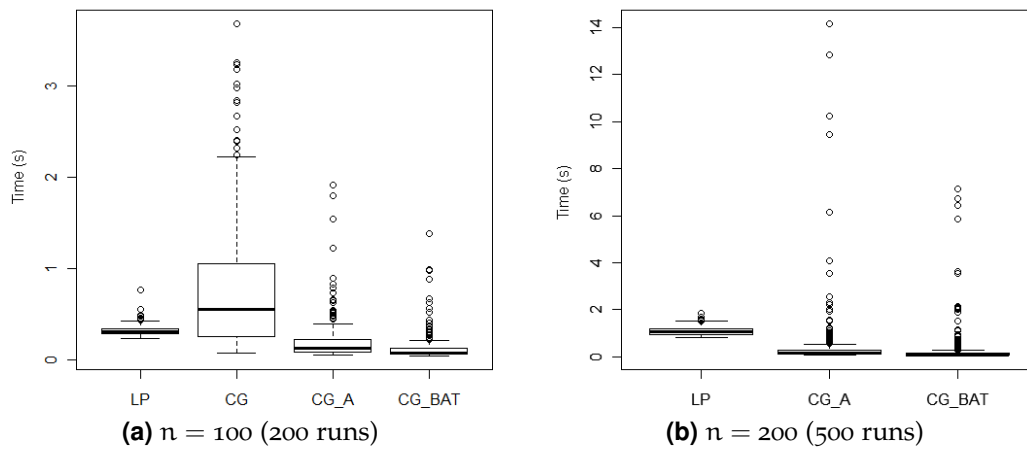 Time (s)
3
2
1
0
LP CG CG_A CG_BAT
(a) n = 100 (200 runs)
Time (s)
14
12
10
8
6
4
2
0
LP CG_A CG_BAT
(b) n = 200 (500 runs)